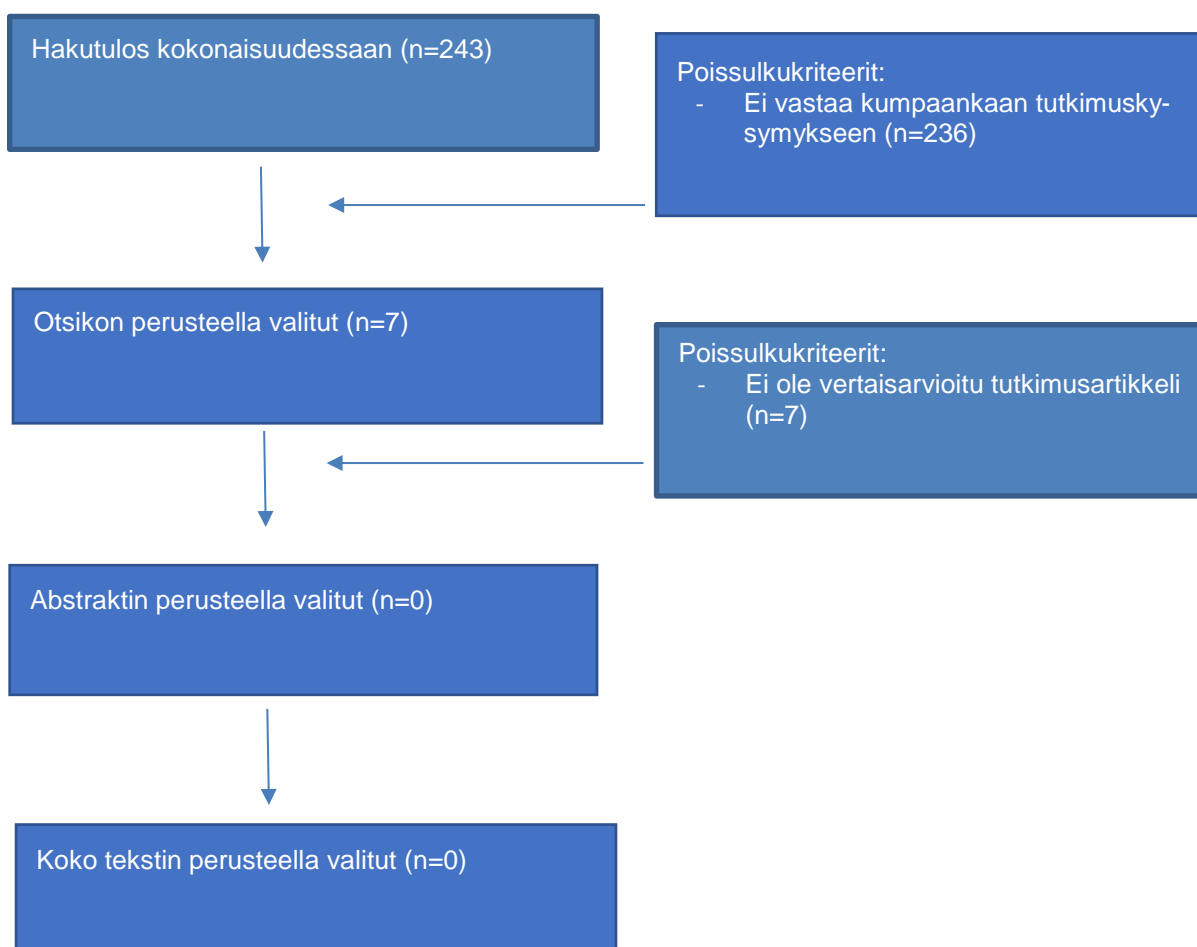 Hakutulos kokonaisuudessaan (n=243)
Poissulkukriteerit:
- Ei vastaa kumpaankaan tutkimusky-
symykseen (n=236)
Otsikon perusteella valitut (n=7)
Poissulkukriteerit:
- Ei ole vertaisarvioitu tutkimusartikkeli
(n=7)
Abstraktin perusteella valitut (n=0)
Koko tekstin perusteella valitut (n=0)